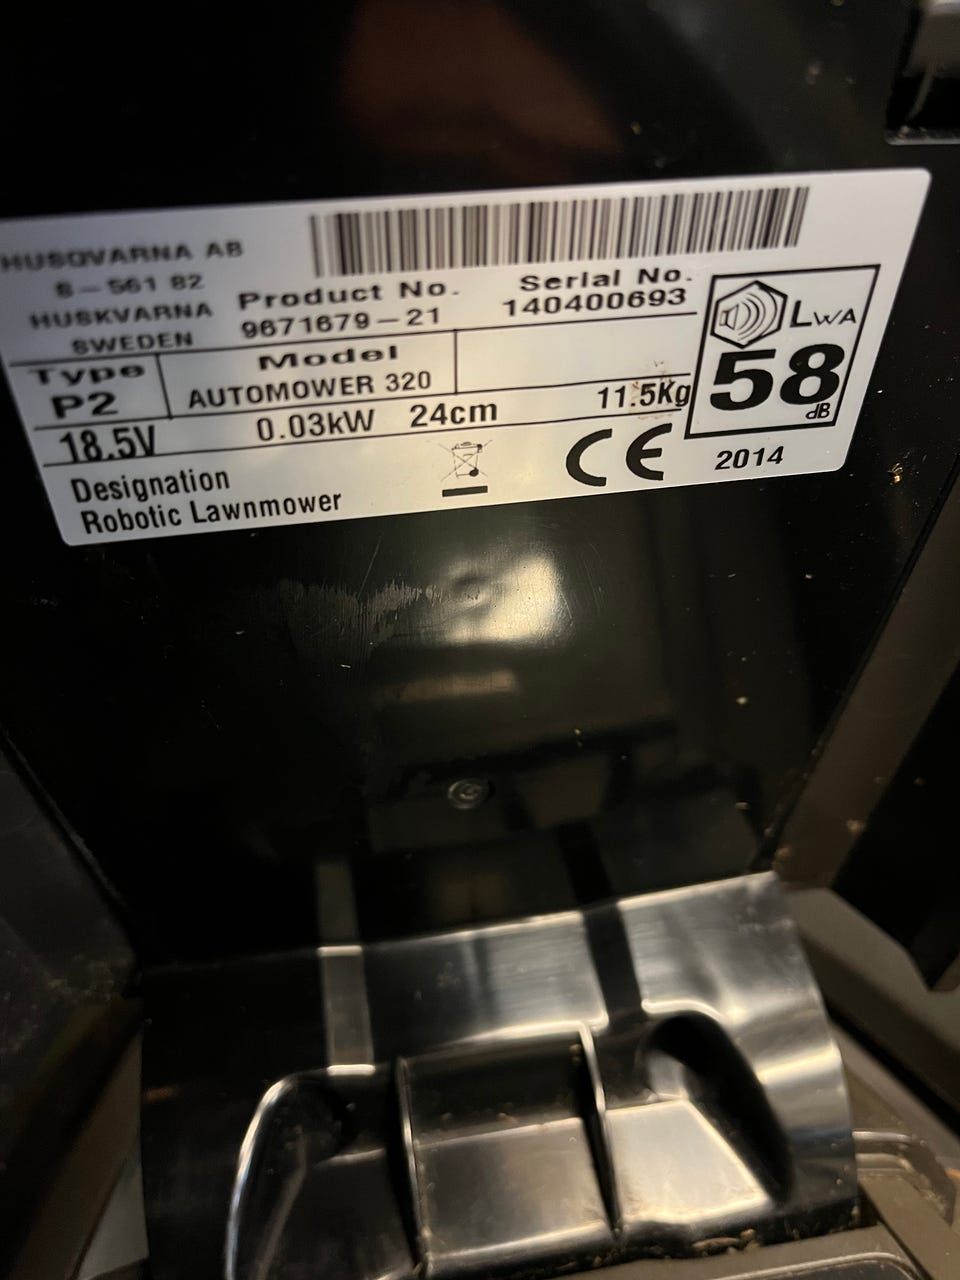 HUSQVARNA AB
S-561 82
HUSKVARNA
SWEDEN
Product No.
9671679-21
Serial No.
140400693
Type
P2
Model
AUTOMOWER 320
18.5V
0.03kW
24cm
11.5Kg
LWA
58
dB
Designation
Robotic Lawnmower
CE
2014